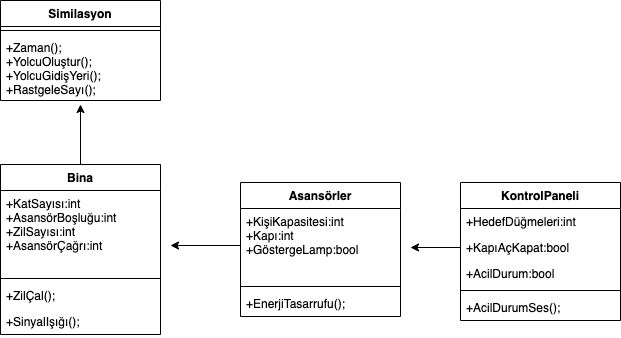 Similasyon
+Zaman();
+YolcuOluştur();
+YolcuGidişYeri();
+RastgeleSayı();
Bina
+KatSayısı:int
+AsansörBoşluğu:int
+ZilSayısı:int
+AsansörÇağrı:int
+ZilÇal();
+SinyalIşığı();
Asansörler
+KişiKapasitesi:int
+Kapı:int
+GöstergeLamp:bool
+EnerjiTasarrufu();
KontrolPaneli
+HedefDüğmeleri:int
+KapıAçKapat:bool
+AcilDurum:bool
+AcilDurumSes();